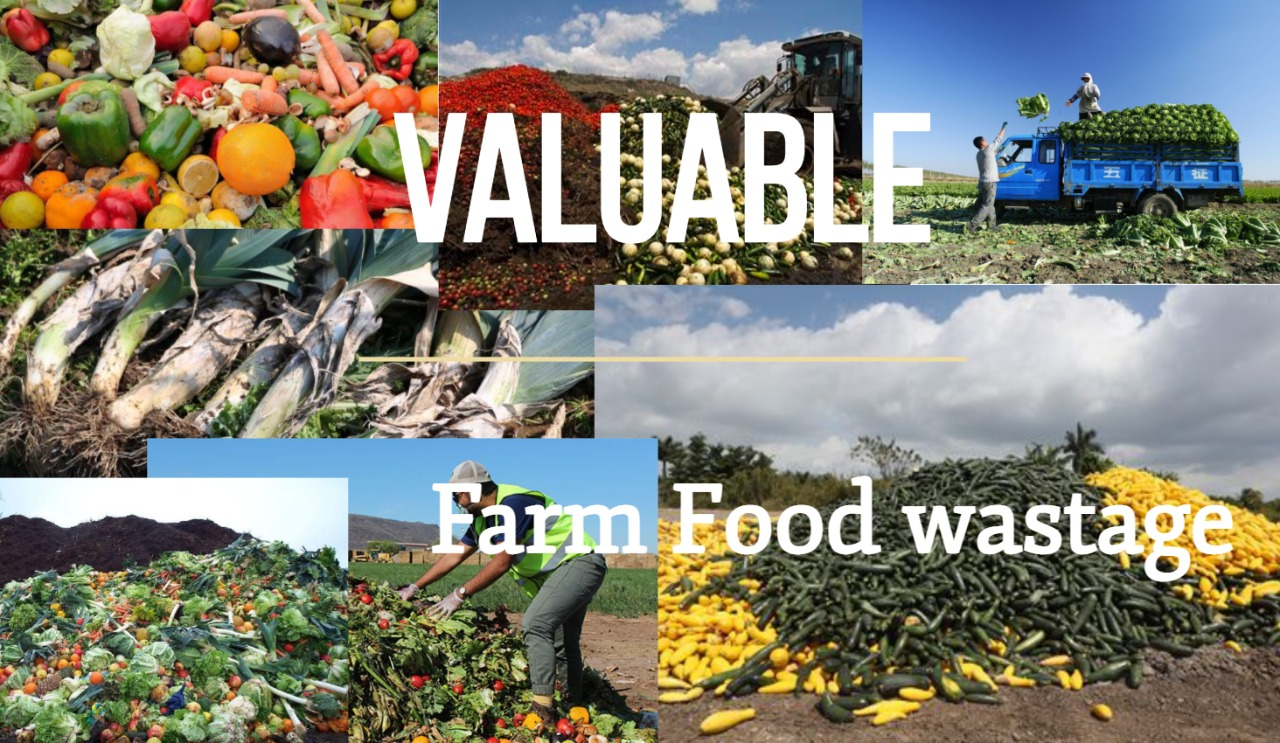 VALUABLE
五征
Farm Food wastage